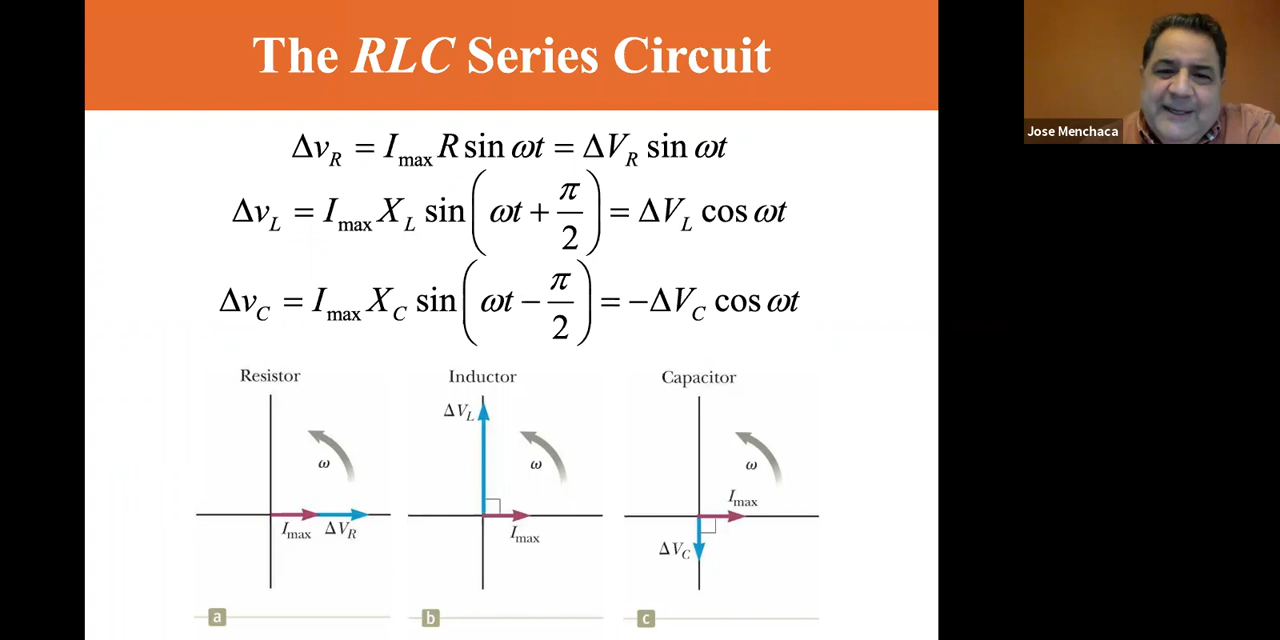 The RLC Series Circuit
Jose Menchaca
Δv_R = I_max R sin ωt = ΔV_R sin ωt
Δv_L = I_max X_L sin(ωt + π/2) = ΔV_L cos ωt
Δv_C = I_max X_C sin(ωt − π/2) = −ΔV_C cos ωt
Resistor
ω
I_max ΔV_R
a
Inductor
ΔV_L
ω
I_max
b
Capacitor
ω
I_max
ΔV_C
c